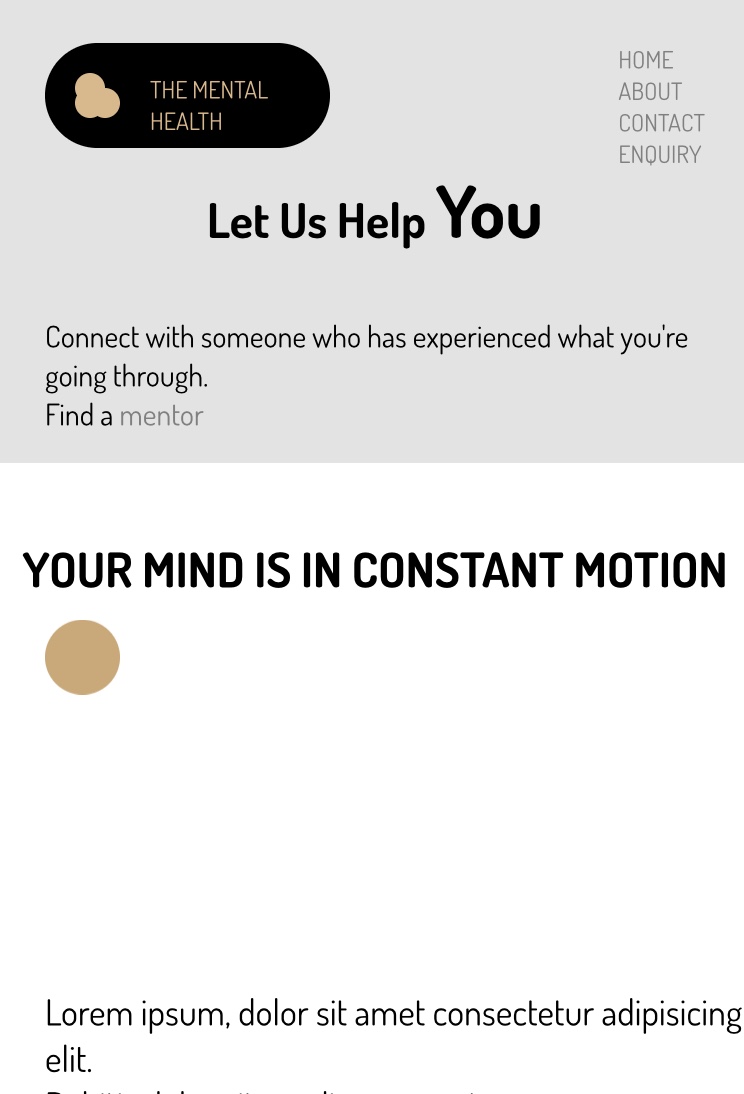 THE MENTAL
HEALTH
HOME
ABOUT
CONTACT
ENQUIRY
Let Us Help You
Connect with someone who has experienced what you're
going through.
Find a mentor
YOUR MIND IS IN CONSTANT MOTION
Lorem ipsum, dolor sit amet consectetur adipisicing
elit.